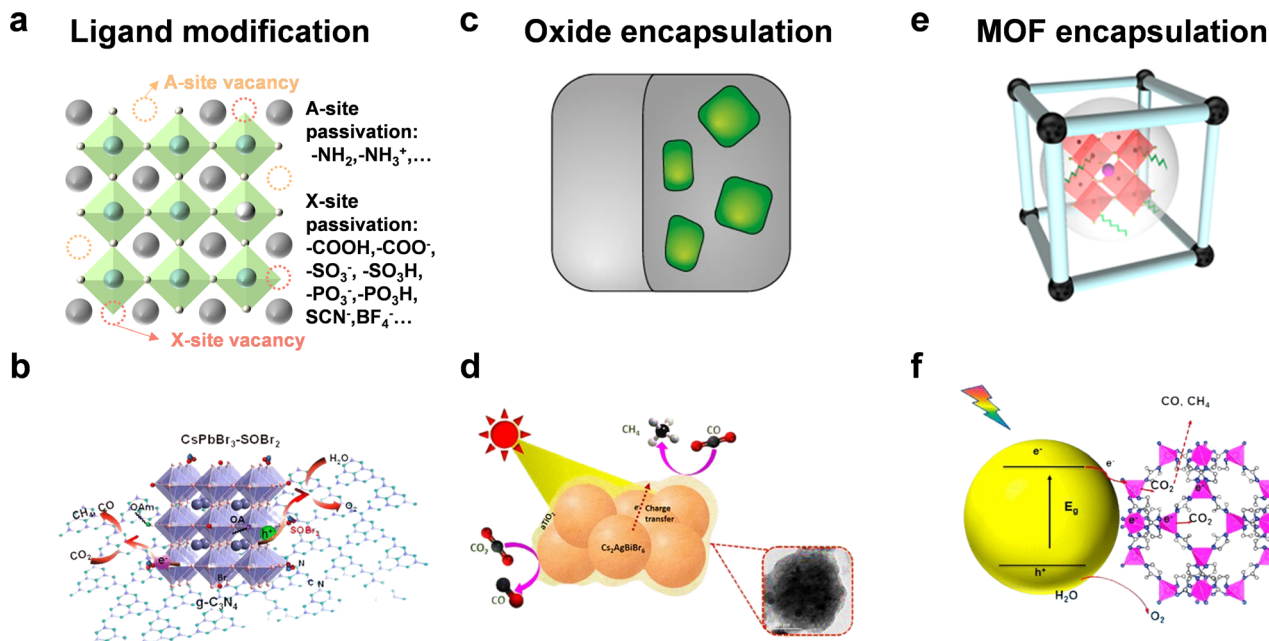 a Ligand modification
A-site vacancy
A-site
passivation:
-NH₂,-NH₃⁺,...
X-site
passivation:
-COOH,-COO⁻,
-SO₃⁻, -SO₃H,
-PO₃⁻,-PO₃H,
SCN⁻,BF₄⁻...
X-site vacancy
c Oxide encapsulation
e MOF encapsulation
b
CsPbBr₃-SOBr₂
H₂O
O₂
OAm
OA
CH₄, CO
h⁺
SOBr₂
CO₂
e⁻
Br
N
C N
g-C₃N₄
d
CH₄
CO
aTiO₂
e
Charge
transfer
Cs₂AgBiBr₆
CO₂
CO
f
CO, CH₄
e⁻
e⁻
CO₂
e⁻
E_g
e⁻
e⁻
CO₂
h⁺
H₂O
O₂